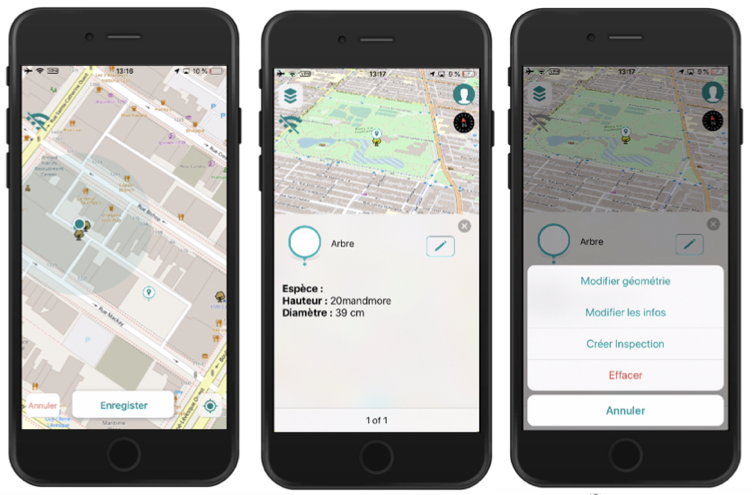 13:16
10 %
Rue Bishop
Rue Mackay
Annuler
Enregister
13:17
9 %
Arbre
Espèce :
Hauteur : 20mandmore
Diamètre : 39 cm
1 of 1
13:17
9 %
Arbre
Modifier géométrie
Modifier les infos
Créer Inspection
Effacer
Annuler